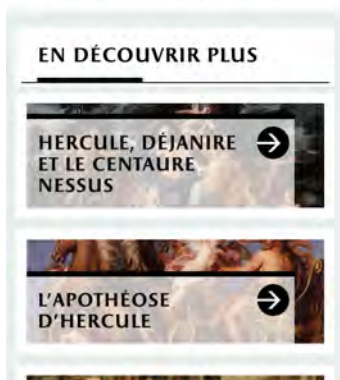 EN DÉCOUVRIR PLUS
HERCULE, DÉJANIRE
ET LE CENTAURE
NESSUS
L'APOTHÉOSE
D'HERCULE